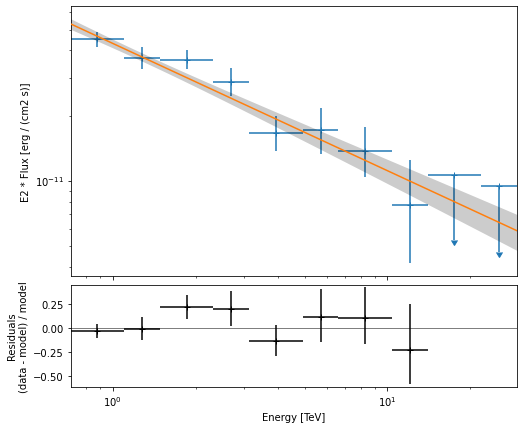 E2 * Flux [erg / (cm2 s)]
10⁻¹¹
Residuals
(data - model) / model
0.25
0.00
−0.25
−0.50
10⁰
10¹
Energy [TeV]